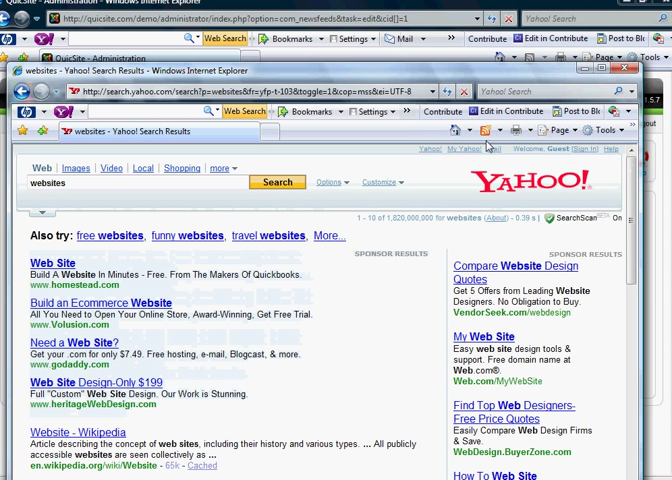 QuicSite - Administration - Windows Internet Explorer
http://quicsite.com/demo/administrator/index.php?option=com_newsfeeds&task=edit&cid[]=1
Yahoo! Search
hp Y! Web Search Bookmarks Settings Mail Contribute Edit in Contribute Post to Blo
QuicSite - Administration
websites - Yahoo! Search Results - Windows Internet Explorer
http://search.yahoo.com/search?p=websites&fr=yfp-t-103&toggle=1&cop=mss&ei=UTF-8
Yahoo! Search
hp Y! Web Search Bookmarks Settings Contribute Edit in Contribute Post to Blo
websites - Yahoo! Search Results
Page Tools
1.5.7
Yahoo! My Yahoo! Mail Welcome, Guest [Sign In] Help
Web Images Video Local Shopping more
websites Search Options Customize
YAHOO!
1 - 10 of 1,820,000,000 for websites (About) - 0.39 s SearchScan BETA On
Also try: free websites, funny websites, travel websites, More...
SPONSOR RESULTS
Web Site
Build A Website In Minutes - Free. From The Makers Of Quickbooks.
www.homestead.com
Build an Ecommerce Website
All You Need to Open Your Online Store, Award-Winning, Get Free Trial.
www.Volusion.com
Need a Web Site?
Get your .com for only $7.49. Free hosting, e-mail, Blogcast, & more.
www.godaddy.com
Web Site Design-Only $199
Full "Custom" Web Site Design. Our Work is Stunning.
www.heritageWebDesign.com
Website - Wikipedia
Article describing the concept of web sites, including their history and various types. ... All publicly
accessible websites are seen collectively as ...
en.wikipedia.org/wiki/Website - 65k - Cached
SPONSOR RESULTS
Compare Website Design
Quotes
Get 5 Offers from Leading Website
Designers. No Obligation to Buy.
VendorSeek.com/webdesign
My Web Site
Easy web site design tools &
support. Free domain name at
Web.com®.
Web.com/MyWebSite
Find Top Web Designers-
Free Price Quotes
Easily Compare Web Design Firms
& Save.
WebDesign.BuyerZone.com
How To Web Site